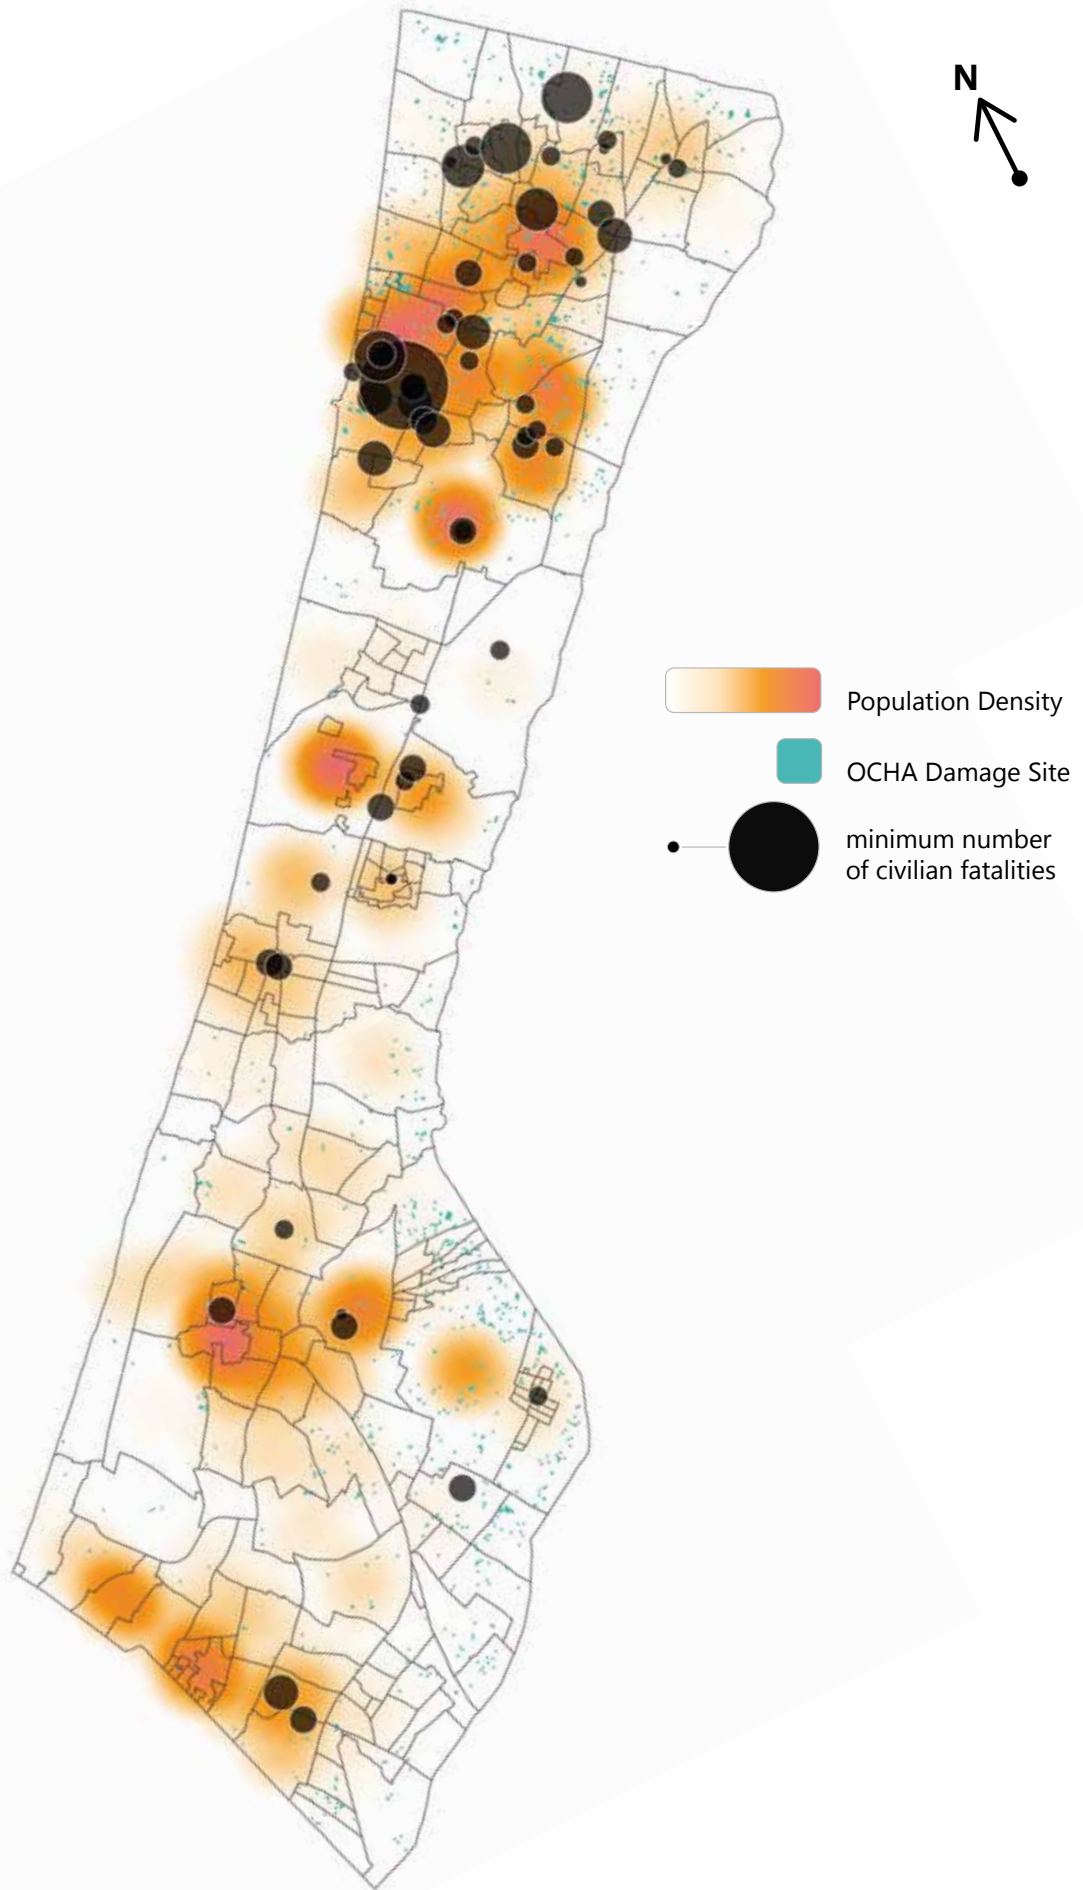 N
Population Density
OCHA Damage Site
minimum number
of civilian fatalities